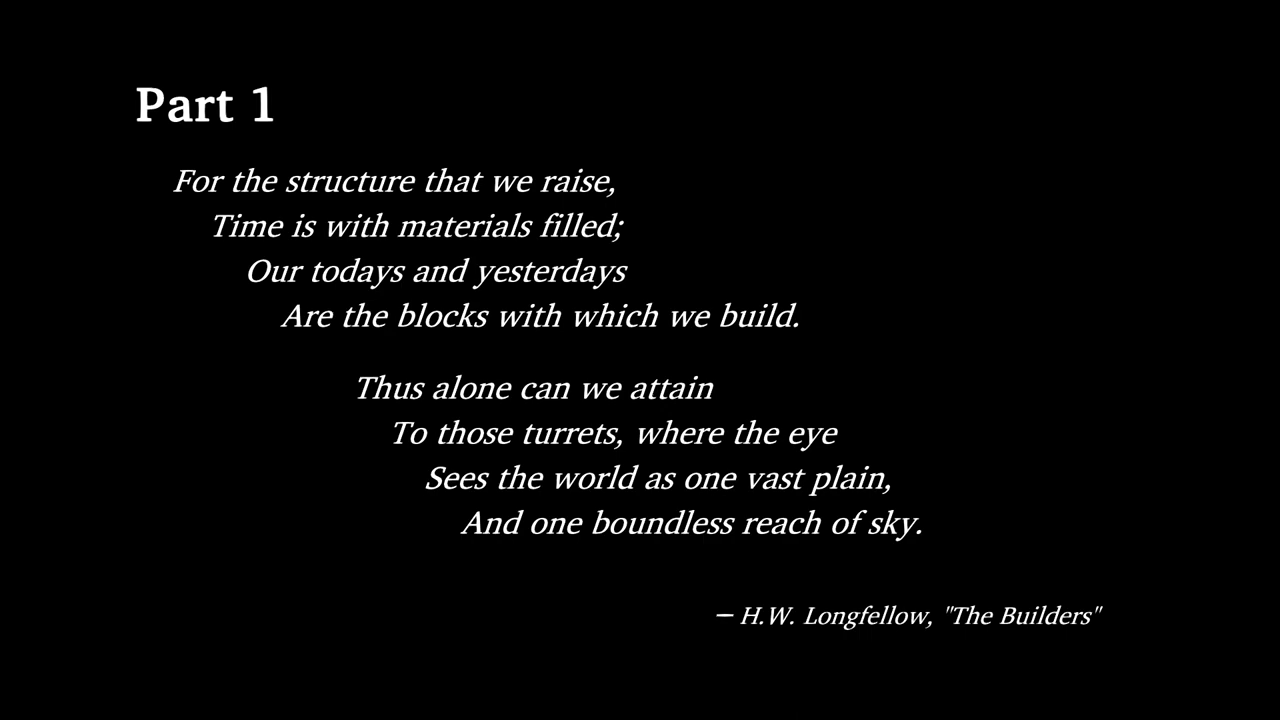 Part 1
For the structure that we raise,
Time is with materials filled;
Our todays and yesterdays
Are the blocks with which we build.
Thus alone can we attain
To those turrets, where the eye
Sees the world as one vast plain,
And one boundless reach of sky.
– H.W. Longfellow, "The Builders"